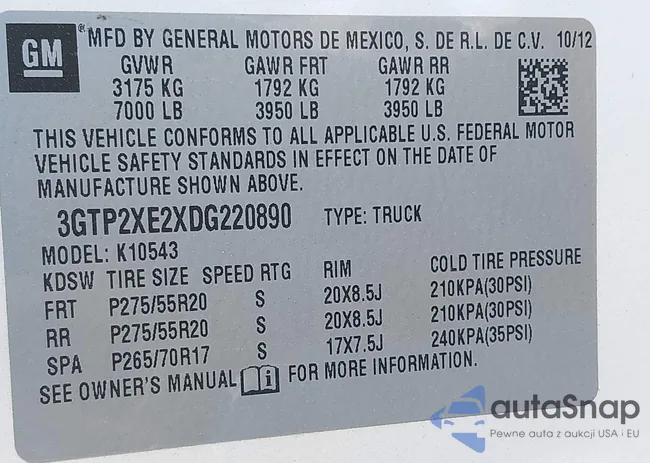 GM
® MFD BY GENERAL MOTORS DE MEXICO, S. DE R.L. DE C.V. 10/12
GVWR GAWR FRT GAWR RR
3175 KG 1792 KG 1792 KG
7000 LB 3950 LB 3950 LB
THIS VEHICLE CONFORMS TO ALL APPLICABLE U.S. FEDERAL MOTOR
VEHICLE SAFETY STANDARDS IN EFFECT ON THE DATE OF
MANUFACTURE SHOWN ABOVE.
3GTP2XE2XDG220890 TYPE: TRUCK
MODEL: K10543
KDSW TIRE SIZE SPEED RTG RIM COLD TIRE PRESSURE
FRT P275/55R20 S 20X8.5J 210KPA(30PSI)
RR P275/55R20 S 20X8.5J 210KPA(30PSI)
SPA P265/70R17 S 17X7.5J 240KPA(35PSI)
SEE OWNER'S MANUAL FOR MORE INFORMATION.
autaSnap
Pewne auta z aukcji USA i EU